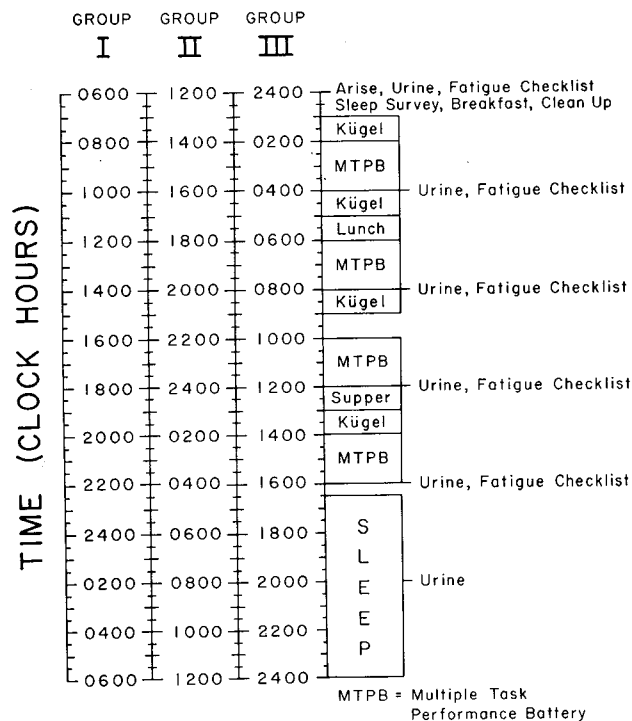 GROUP GROUP GROUP
I II III
TIME (CLOCK HOURS)
0600 1200 2400 Arise, Urine, Fatigue Checklist
Sleep Survey, Breakfast, Clean Up
Kügel
0800 1400 0200
MTPB
1000 1600 0400 Urine, Fatigue Checklist
Kügel
Lunch
1200 1800 0600
MTPB
1400 2000 0800 Urine, Fatigue Checklist
Kügel
1600 2200 1000
MTPB
1800 2400 1200 Urine, Fatigue Checklist
Supper
Kügel
2000 0200 1400
MTPB
2200 0400 1600 Urine, Fatigue Checklist
SLEEP
2400 0600 1800
0200 0800 2000 Urine
0400 1000 2200
0600 1200 2400
MTPB = Multiple Task
Performance Battery